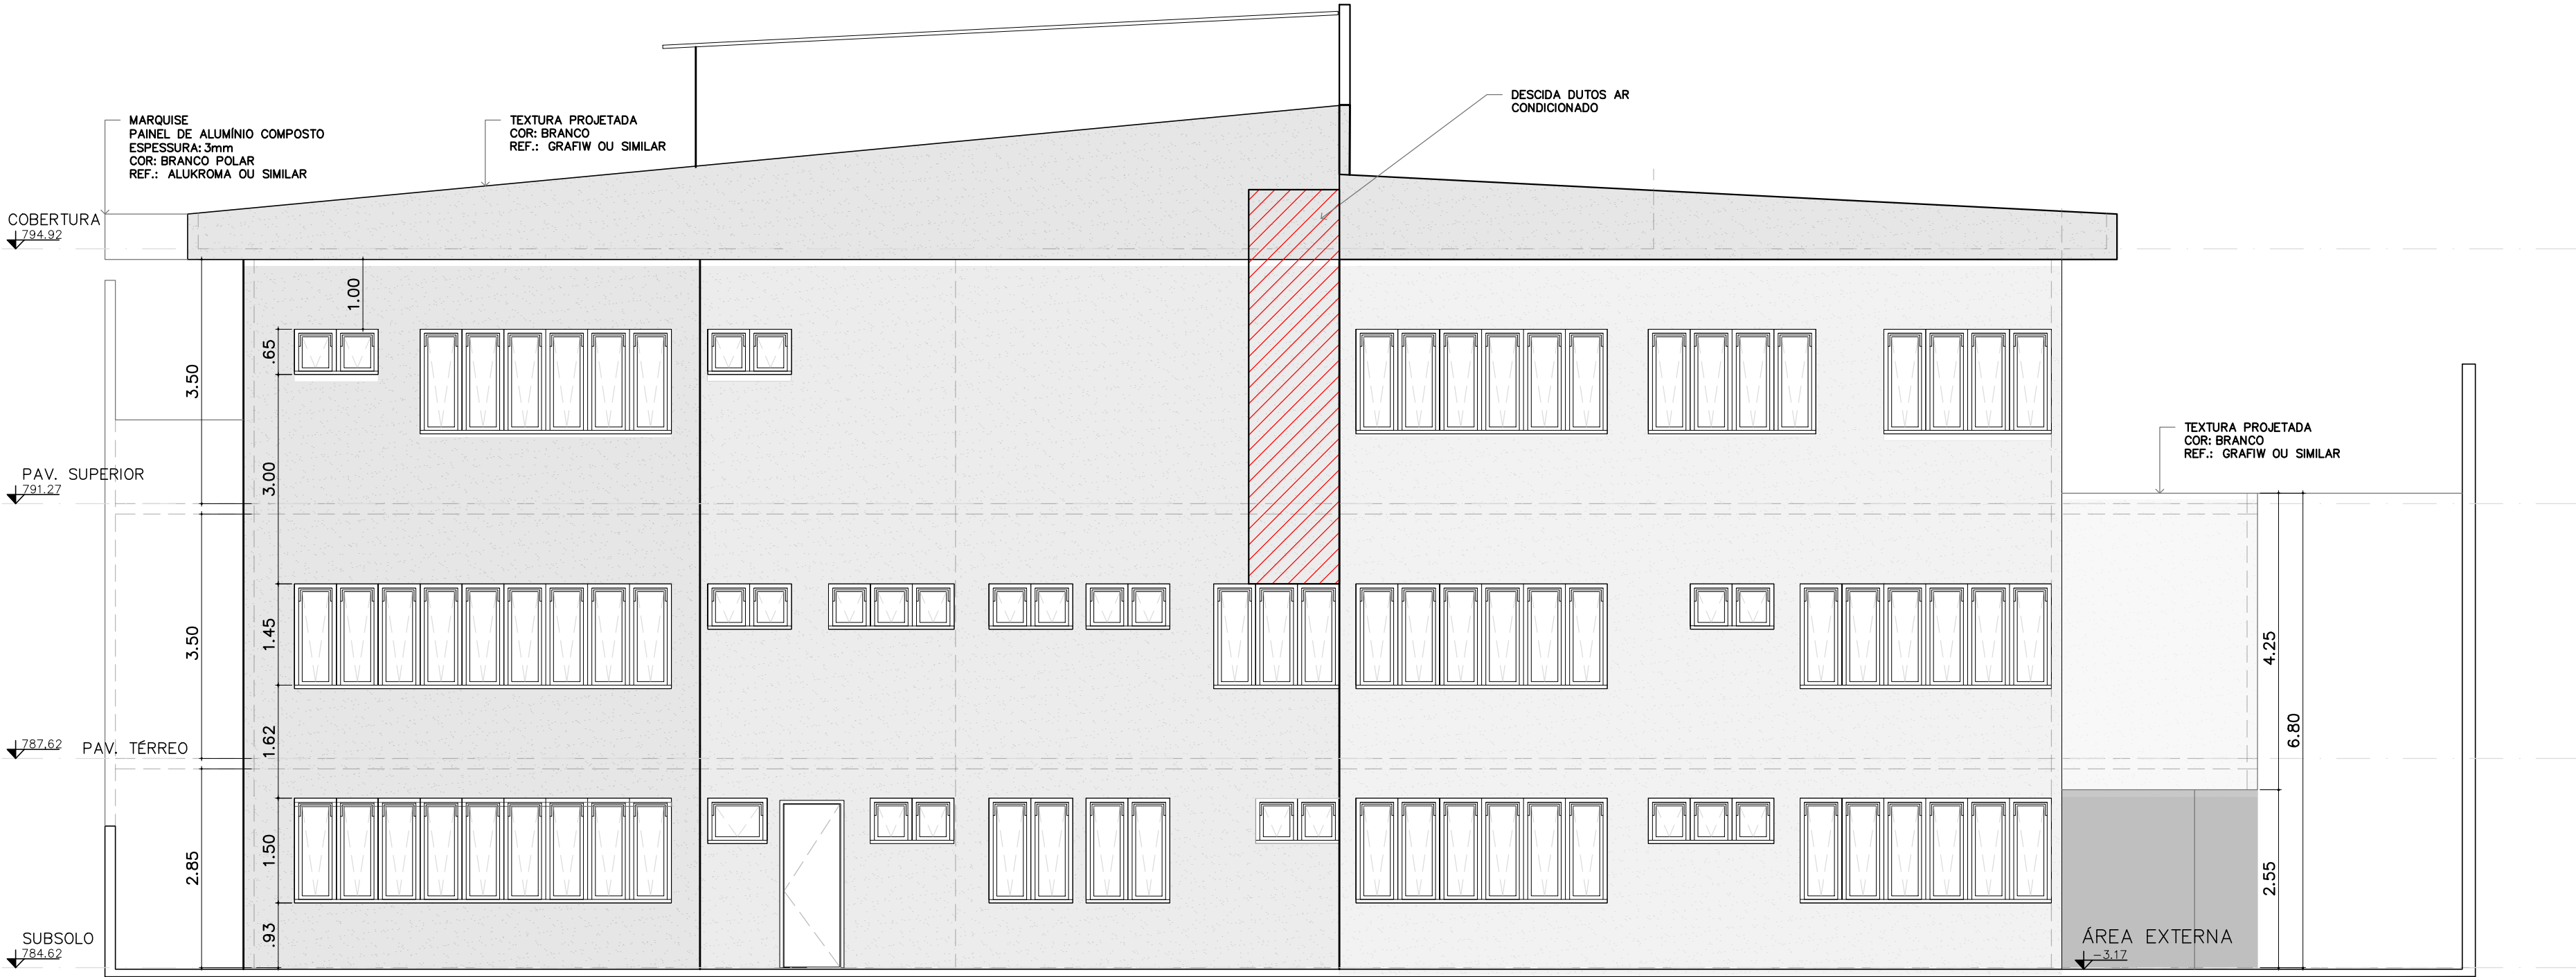 DESCIDA DUTOS AR
CONDICIONADO
MARQUISE
PAINEL DE ALUMÍNIO COMPOSTO
ESPESSURA: 3mm
COR: BRANCO POLAR
REF.: ALUKROMA OU SIMILAR
TEXTURA PROJETADA
COR: BRANCO
REF.: GRAFIW OU SIMILAR
COBERTURA
794.92
1.00
.65
3.50
TEXTURA PROJETADA
COR: BRANCO
REF.: GRAFIW OU SIMILAR
PAV. SUPERIOR
791.27
3.00
3.50
1.45
4.25
1.62
6.80
787.62 PAV. TÉRREO
1.50
2.85
2.55
.93
SUBSOLO
784.62
ÁREA EXTERNA
-3.17